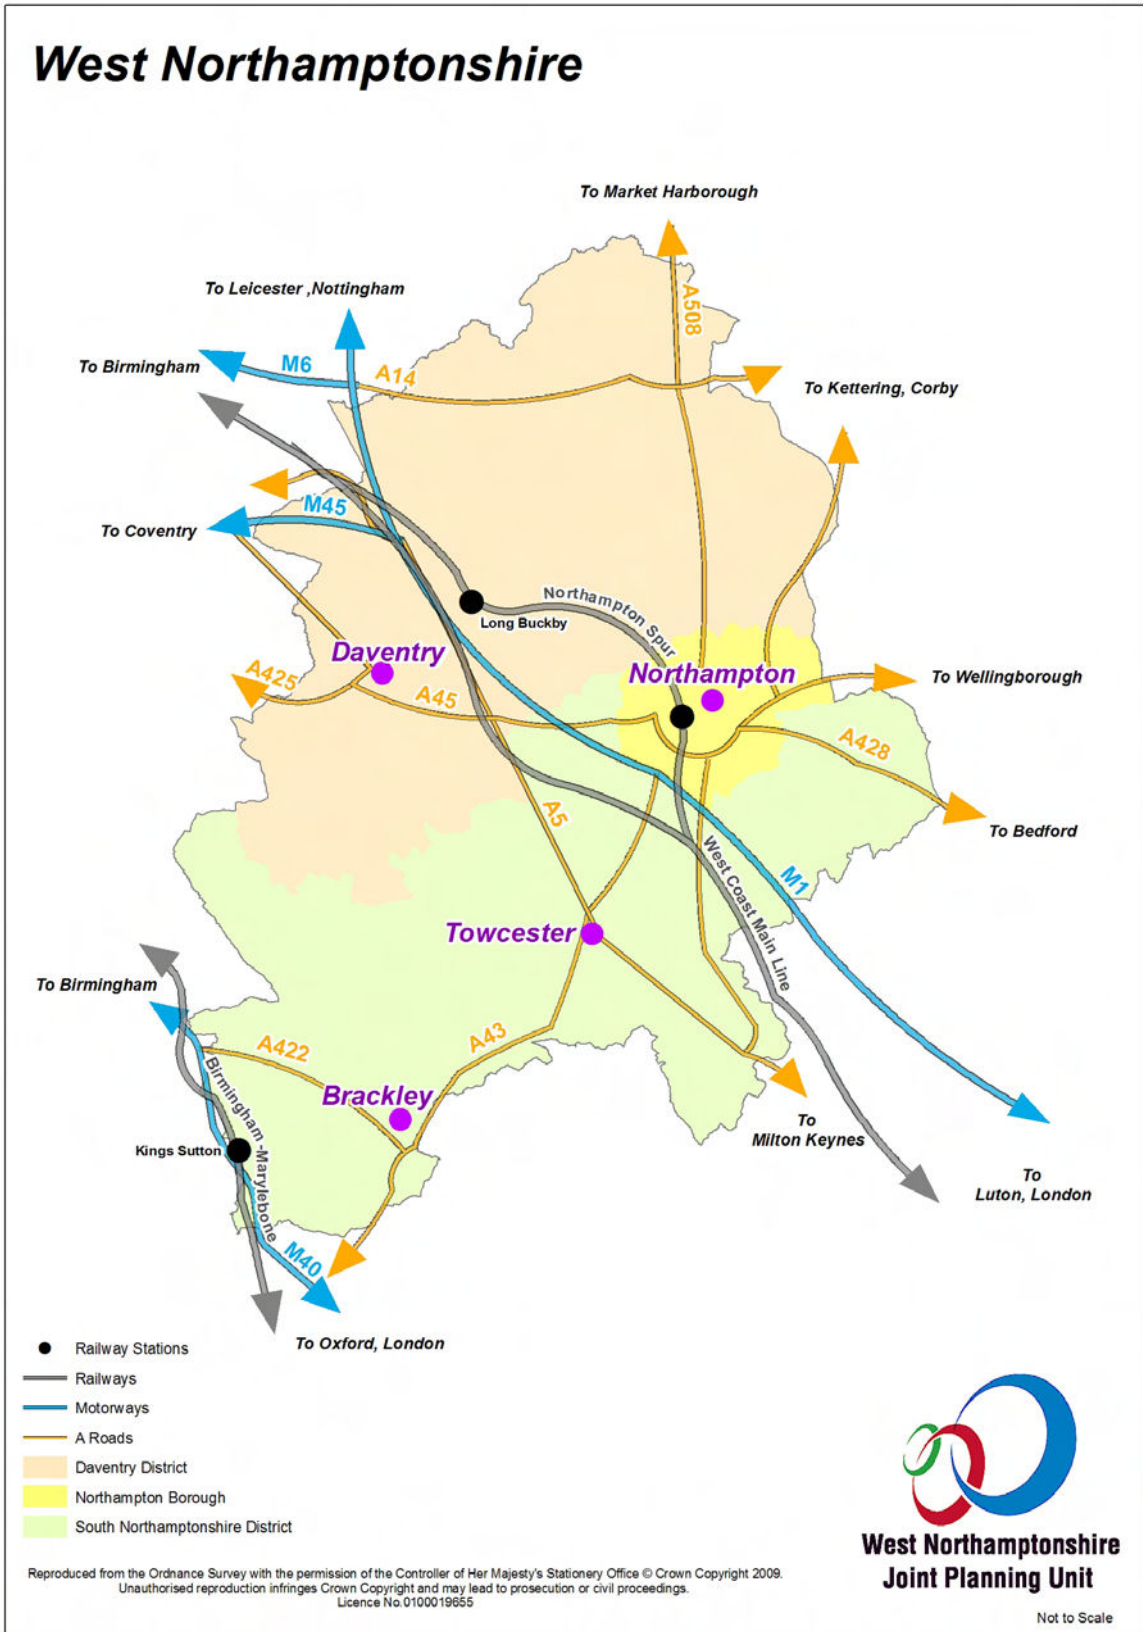 West Northamptonshire
To Market Harborough
To Leicester ,Nottingham
A508
To Birmingham
M6
A14
To Kettering, Corby
M45
To Coventry
Northampton Spur
Long Buckby
Daventry
Northampton
A425
A45
To Wellingborough
A428
A5
To Bedford
West Coast Main Line
M1
Towcester
To Birmingham
A422
A43
Brackley
Birmingham -Marylebone
Kings Sutton
To
Milton Keynes
To
Luton, London
M40
To Oxford, London
Railway Stations
Railways
Motorways
A Roads
Daventry District
Northampton Borough
South Northamptonshire District
West Northamptonshire
Joint Planning Unit
Reproduced from the Ordnance Survey with the permission of the Controller of Her Majesty's Stationery Office © Crown Copyright 2009.
Unauthorised reproduction infringes Crown Copyright and may lead to prosecution or civil proceedings.
Licence No.0100019655
Not to Scale